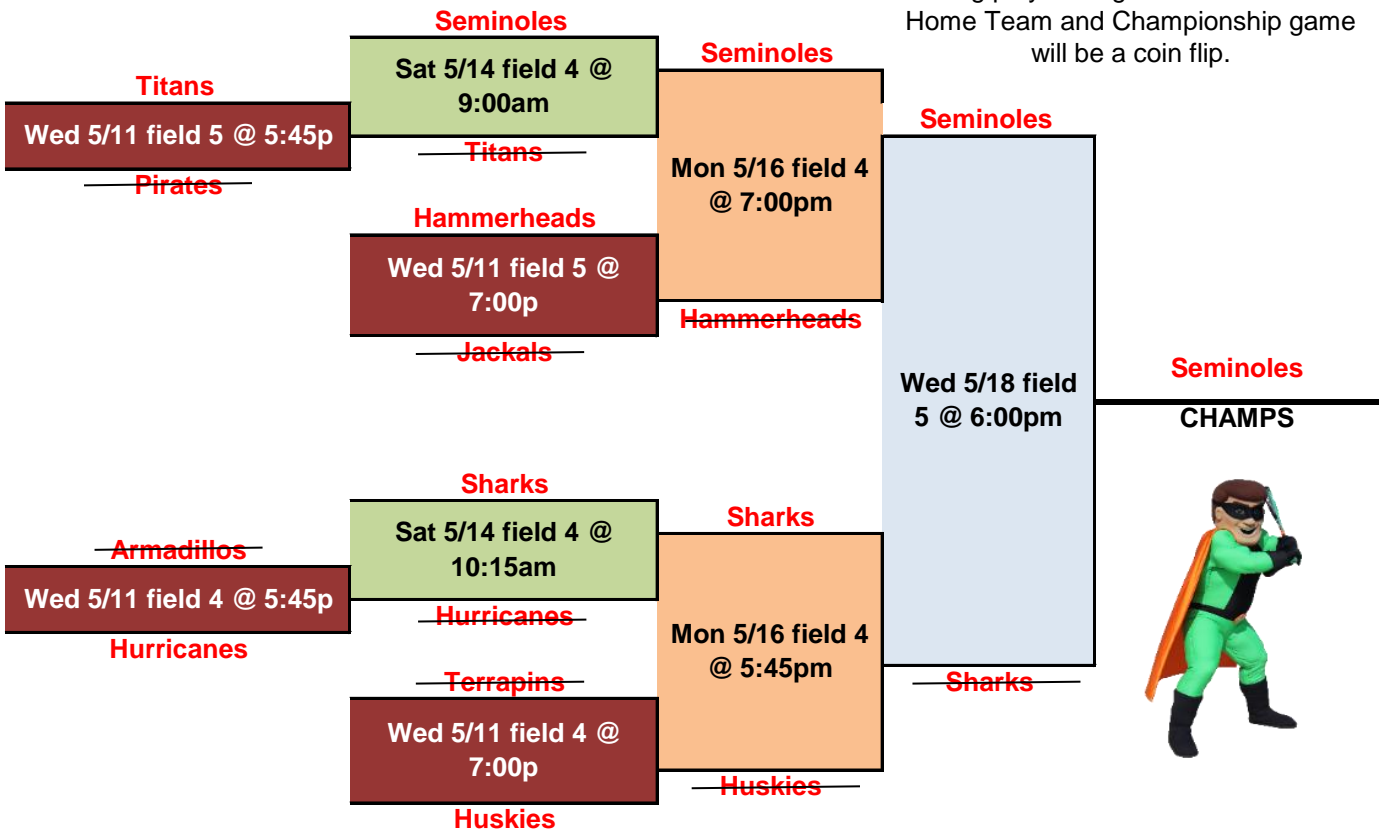 Home Team and Championship game
will be a coin flip.
Seminoles
Sat 5/14 field 4 @
9:00am
Titans
Titans
Wed 5/11 field 5 @ 5:45p
Pirates
Hammerheads
Wed 5/11 field 5 @
7:00p
Jackals
Seminoles
Mon 5/16 field 4
@ 7:00pm
Hammerheads
Seminoles
Wed 5/18 field
5 @ 6:00pm
Sharks
Seminoles
CHAMPS
Sharks
Sat 5/14 field 4 @
10:15am
Hurricanes
Armadillos
Wed 5/11 field 4 @ 5:45p
Hurricanes
Terrapins
Wed 5/11 field 4 @
7:00p
Huskies
Sharks
Mon 5/16 field 4
@ 5:45pm
Huskies